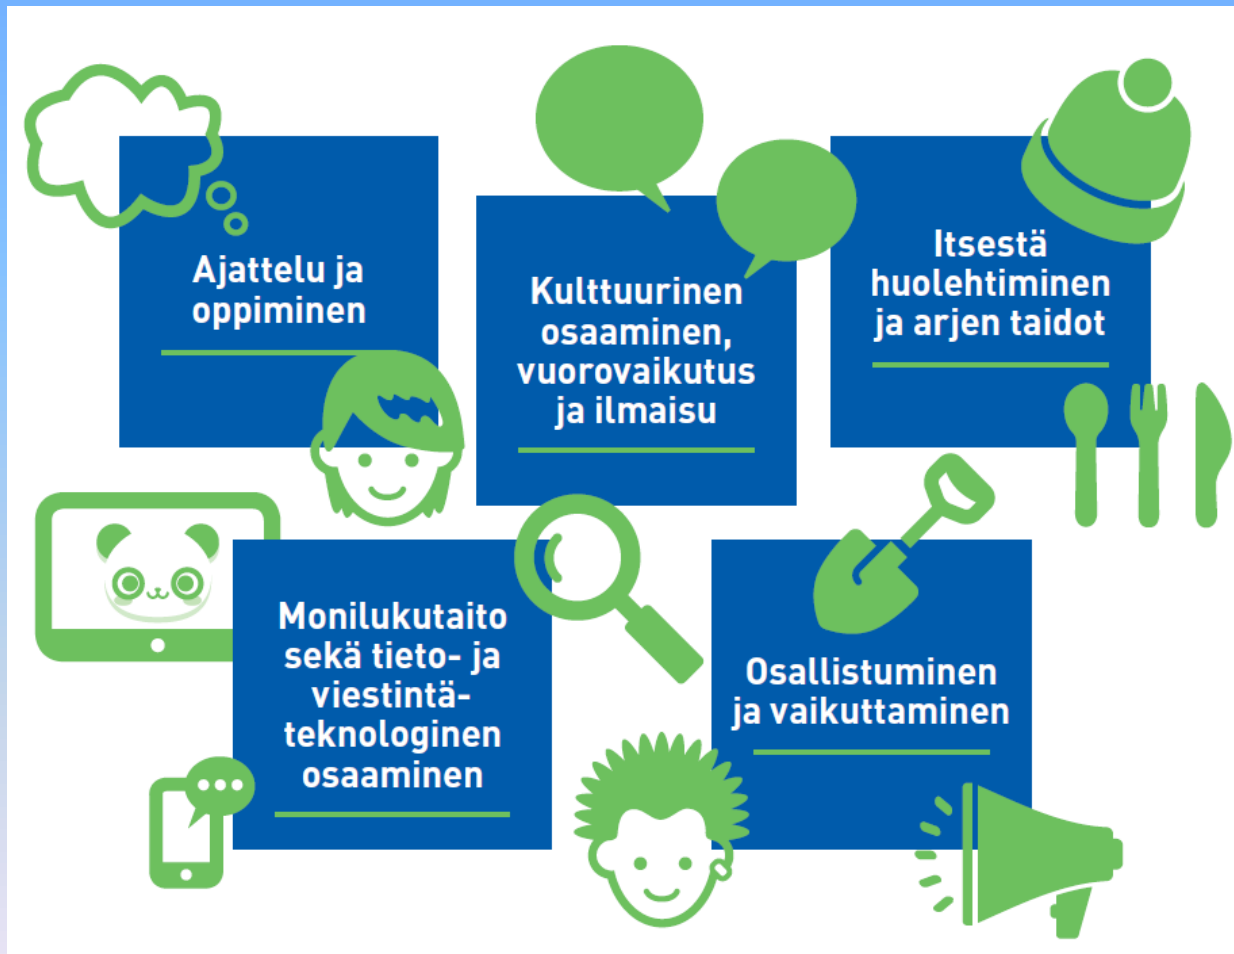 Ajattelu ja
oppiminen
Kulttuurinen
osaaminen,
vuorovaikutus
ja ilmaisu
Itsestä
huolehtiminen
ja arjen taidot
Monilukutaito
sekä tieto- ja
viestintä-
teknologinen
osaaminen
Osallistuminen
ja vaikuttaminen